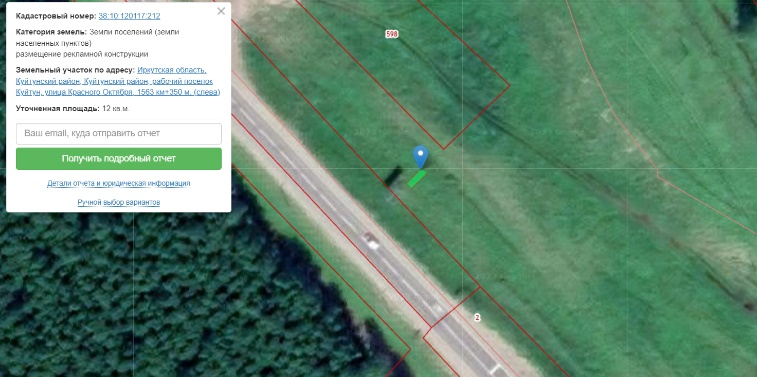 Кадастровый номер: 38:10:120117:212
Категория земель: Земли поселений (земли
населенных пунктов)
размещение рекламной конструкции
Земельный участок по адресу: Иркутская область,
Куйтунский район, Куйтунский район, рабочий поселок
Куйтун, улица Красного Октября, 1563 км+350 м. (слева)
Уточненная площадь: 12 кв.м.
Ваш email, куда отправить отчет
Получить подробный отчет
Детали отчета и юридическая информация
Ручной выбор вариантов
598
2